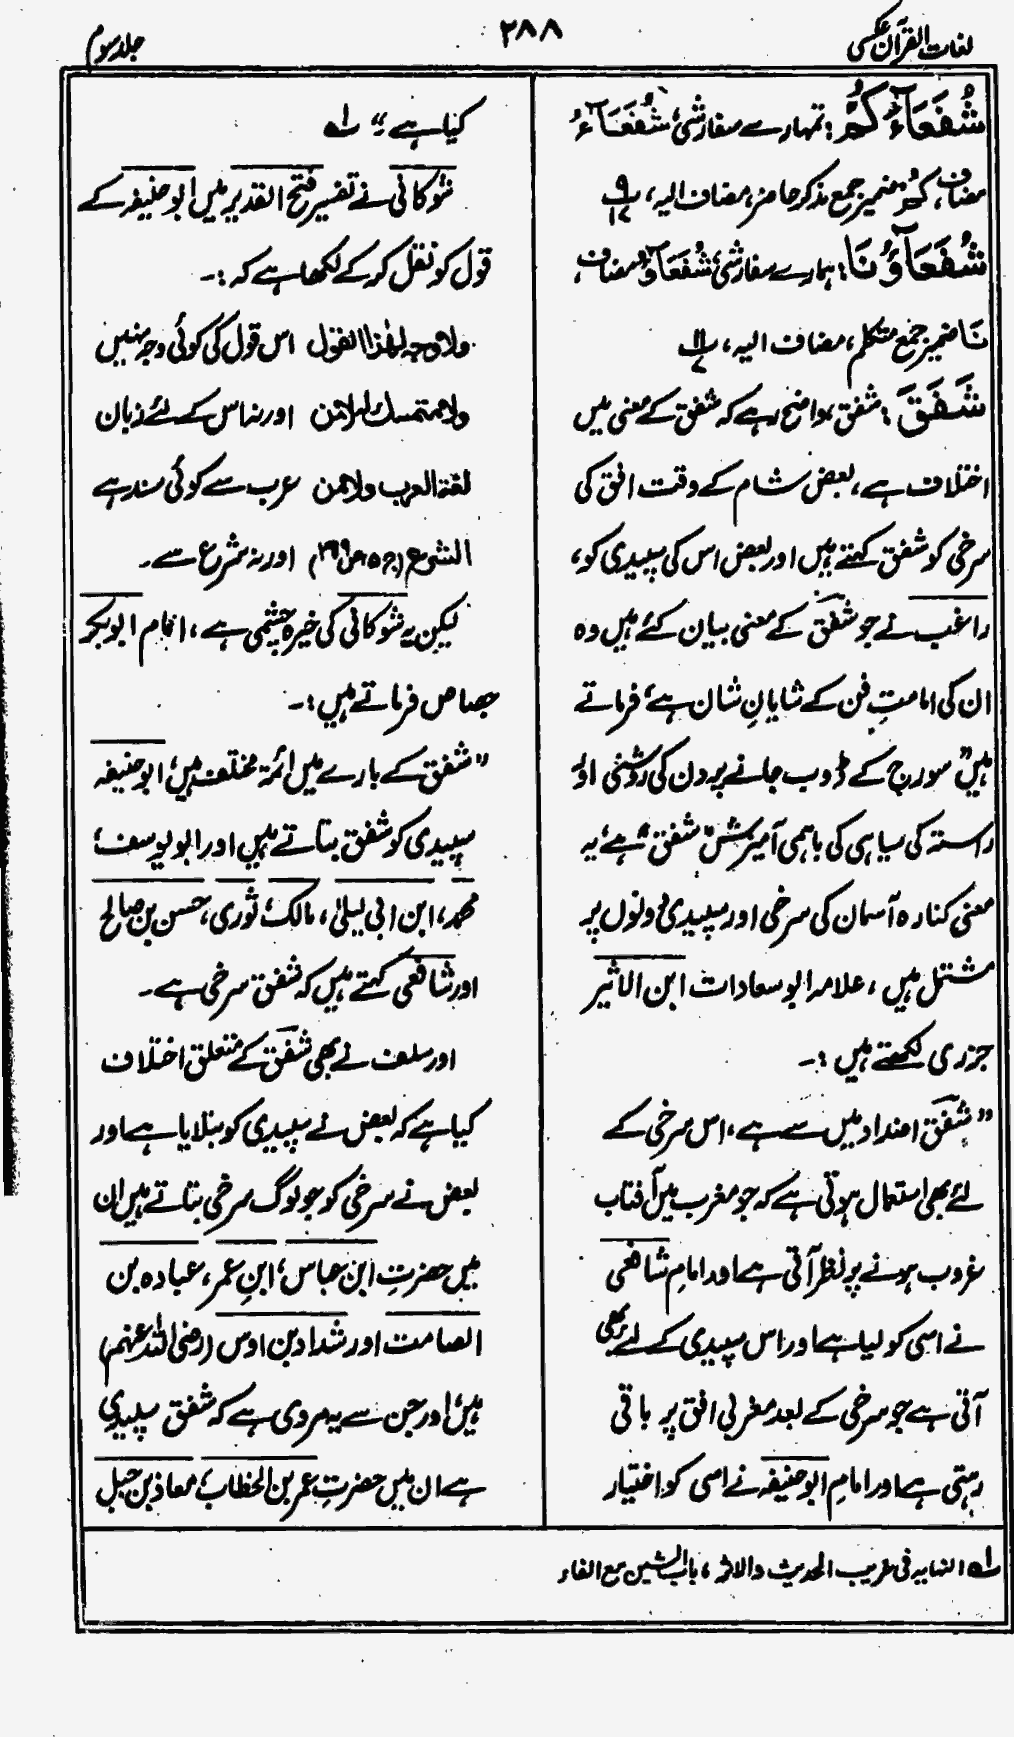 لغات القرآن عکسی
۲۸۸
جلد سوم
شُفَعَآءُکُمْ: تمہارے سفارشی، شُفَعَآءُ
مضاف، کُمْ ضمیر جمع مذکر حاضر، مضاف الیہ،
شُفَعَآؤُنَا: ہمارے سفارشی، شُفَعَآؤُ مضاف،
نَا ضمیر جمع متکلم، مضاف الیہ، پ
شَفَقَ: شفق، واضح رہے کہ شفق کے معنی میں
اختلاف ہے، بعض شام کے وقت افق کی
سرخی کو شفق کہتے ہیں اور بعض اس کی سپیدی کو،
راغب نے جو شفق کے معنی بیان کئے ہیں وہ
ان کی امامتِ فن کے شایانِ شان ہے، فرماتے
ہیں "سورج کے ڈوب جانے پر دن کی روشنی اور
راستہ کی سیاہی کی باہمی آمیزش "شفق" ہے، یہ
معنی کنارہ آسمان کی سرخی اور سپیدی دونوں پر
مشتمل ہیں، علامہ ابو سعادات ابن الاثیر
جزری لکھتے ہیں :-
"شفق اضداد میں سے ہے، اس سرخی کے
لئے بھی استعمال ہوتی ہے کہ جو مغرب میں آفتاب
غروب ہونے پر نظر آتی ہے اور امام شافعی
نے اسی کو لیا ہے اور اس سپیدی کے لئے بھی
آتی ہے جو سرخی کے بعد مغربی افق پر باقی
رہتی ہے اور امام ابو حنیفہ نے اسی کو اختیار
کیا ہے" لہ
شوکانی نے تفسیر فتح القدیر میں ابو حنیفہ کے
قول کو نقل کر کے لکھا ہے کہ :-
ولا وجہ لھذا القول اس قول کی کوئی وجہ نہیں
ولا متمسك لہ لا من اور نہ اس کے لئے زبان
لغة العرب ولا من عرب سے کوئی سند ہے
الشرع (ج ۵ ص ۳۹۹) اور نہ شرع سے۔
لیکن یہ شوکانی کی خیرہ چشمی ہے، امام ابو بکر
جصاص فرماتے ہیں :-
"شفق کے بارے میں ائمہ مختلف ہیں، ابو حنیفہ
سپیدی کو شفق بتاتے ہیں اور ابو یوسف،
محمد، ابن ابی لیلیٰ، مالک، ثوری، حسن بن صالح
اور شافعی کہتے ہیں کہ شفق سرخی ہے۔
اور سلف نے بھی شفق کے متعلق اختلاف
کیا ہے کہ بعض نے سپیدی کو بتلایا ہے اور
بعض نے سرخی کو جو لوگ سرخی بتاتے ہیں ان
میں حضرتِ ابن عباس، ابنِ عمر، عبادہ بن
الصامت اور شداد بن اوس (رضی اللہ عنہم)
ہیں، اور جن سے یہ مروی ہے کہ شفق سپیدی
ہے ان میں حضرتِ عمر بن الخطاب، معاذ بن جبل
لہ النہایہ فی غریب الحدیث والاثر، باب الشین مع الفاء